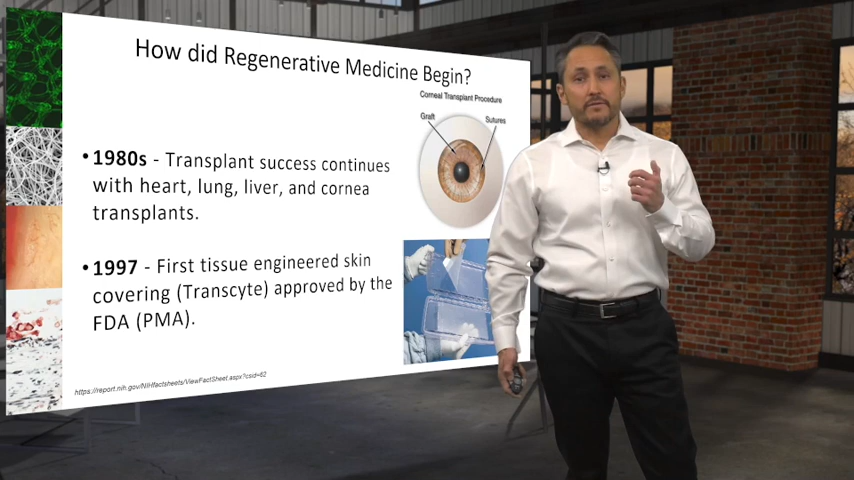 How did Regenerative Medicine Begin?
Corneal Transplant Procedure
Graft
Sutures
• 1980s - Transplant success continues
with heart, lung, liver, and cornea
transplants.
• 1997 - First tissue engineered skin
covering (Transcyte) approved by the
FDA (PMA).
https://report.nih.gov/NIHfactsheets/ViewFactSheet.aspx?csid=62